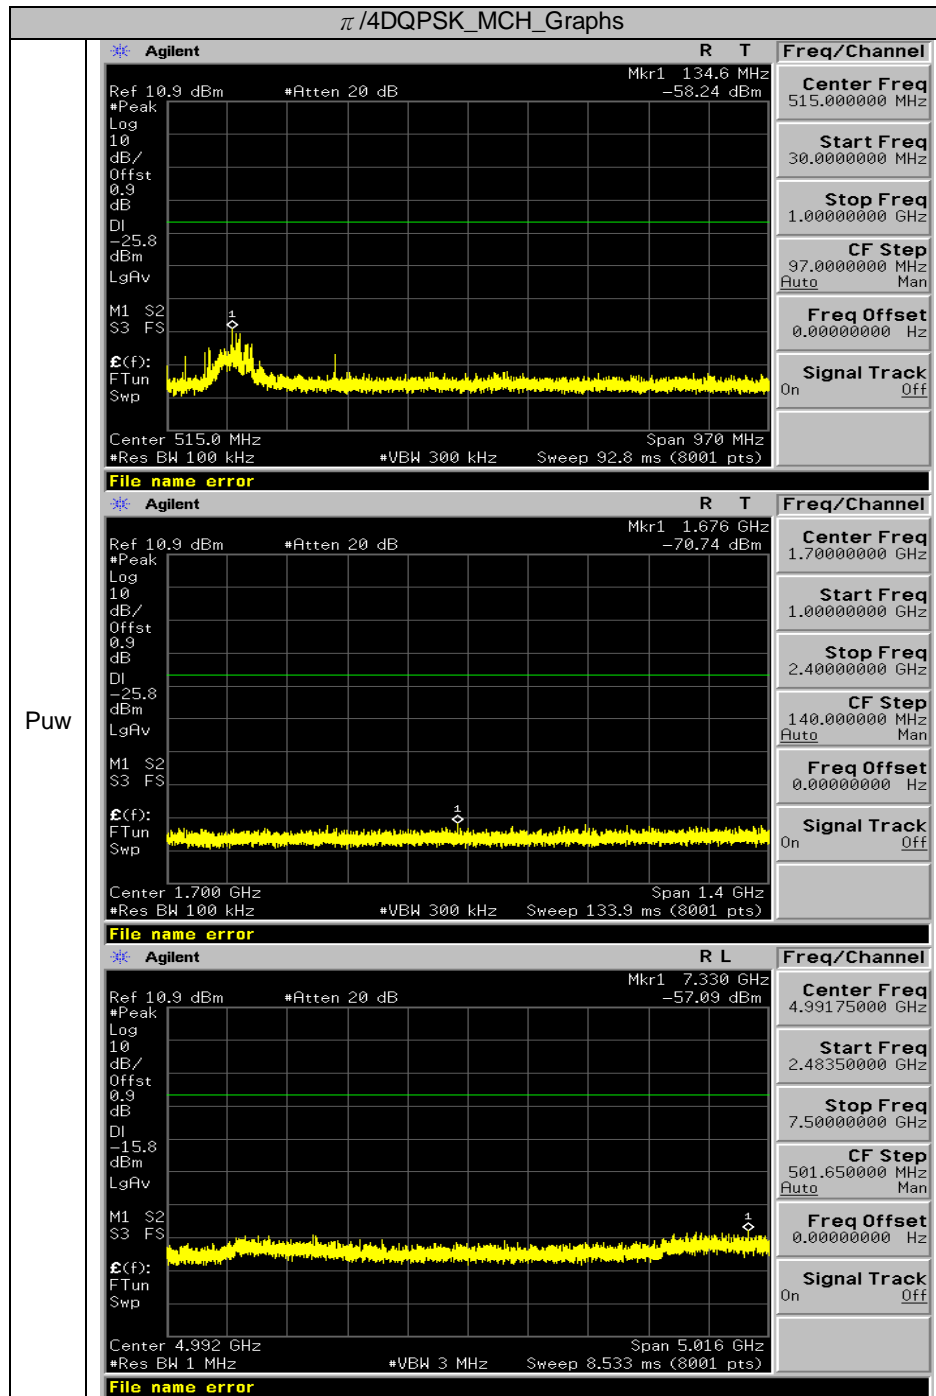 π/4DQPSK_MCH_Graphs
Puw
Agilent R T Freq/Channel
Mkr1 134.6 MHz
Ref 10.9 dBm #Atten 20 dB -58.24 dBm
#Peak
Log
10
dB/
Offst
0.9
dB
DI
-25.8
dBm
LgAv
M1 S2
S3 FS
£(f):
FTun
Swp
1
Center 515.0 MHz Span 970 MHz
#Res BW 100 kHz #VBW 300 kHz Sweep 92.8 ms (8001 pts)
File name error
Center Freq
515.000000 MHz
Start Freq
30.0000000 MHz
Stop Freq
1.00000000 GHz
CF Step
97.0000000 MHz
Auto Man
Freq Offset
0.00000000 Hz
Signal Track
On Off
Agilent R T Freq/Channel
Mkr1 1.676 GHz
Ref 10.9 dBm #Atten 20 dB -70.74 dBm
#Peak
Log
10
dB/
Offst
0.9
dB
DI
-25.8
dBm
LgAv
M1 S2
S3 FS
£(f):
FTun
Swp
1
Center 1.700 GHz Span 1.4 GHz
#Res BW 100 kHz #VBW 300 kHz Sweep 133.9 ms (8001 pts)
File name error
Center Freq
1.70000000 GHz
Start Freq
1.00000000 GHz
Stop Freq
2.40000000 GHz
CF Step
140.000000 MHz
Auto Man
Freq Offset
0.00000000 Hz
Signal Track
On Off
Agilent R L Freq/Channel
Mkr1 7.330 GHz
Ref 10.9 dBm #Atten 20 dB -57.09 dBm
#Peak
Log
10
dB/
Offst
0.9
dB
DI
-15.8
dBm
LgAv
M1 S2
S3 FS
£(f):
FTun
Swp
1
Center 4.992 GHz Span 5.016 GHz
#Res BW 1 MHz #VBW 3 MHz Sweep 8.533 ms (8001 pts)
File name error
Center Freq
4.99175000 GHz
Start Freq
2.48350000 GHz
Stop Freq
7.50000000 GHz
CF Step
501.650000 MHz
Auto Man
Freq Offset
0.00000000 Hz
Signal Track
On Off